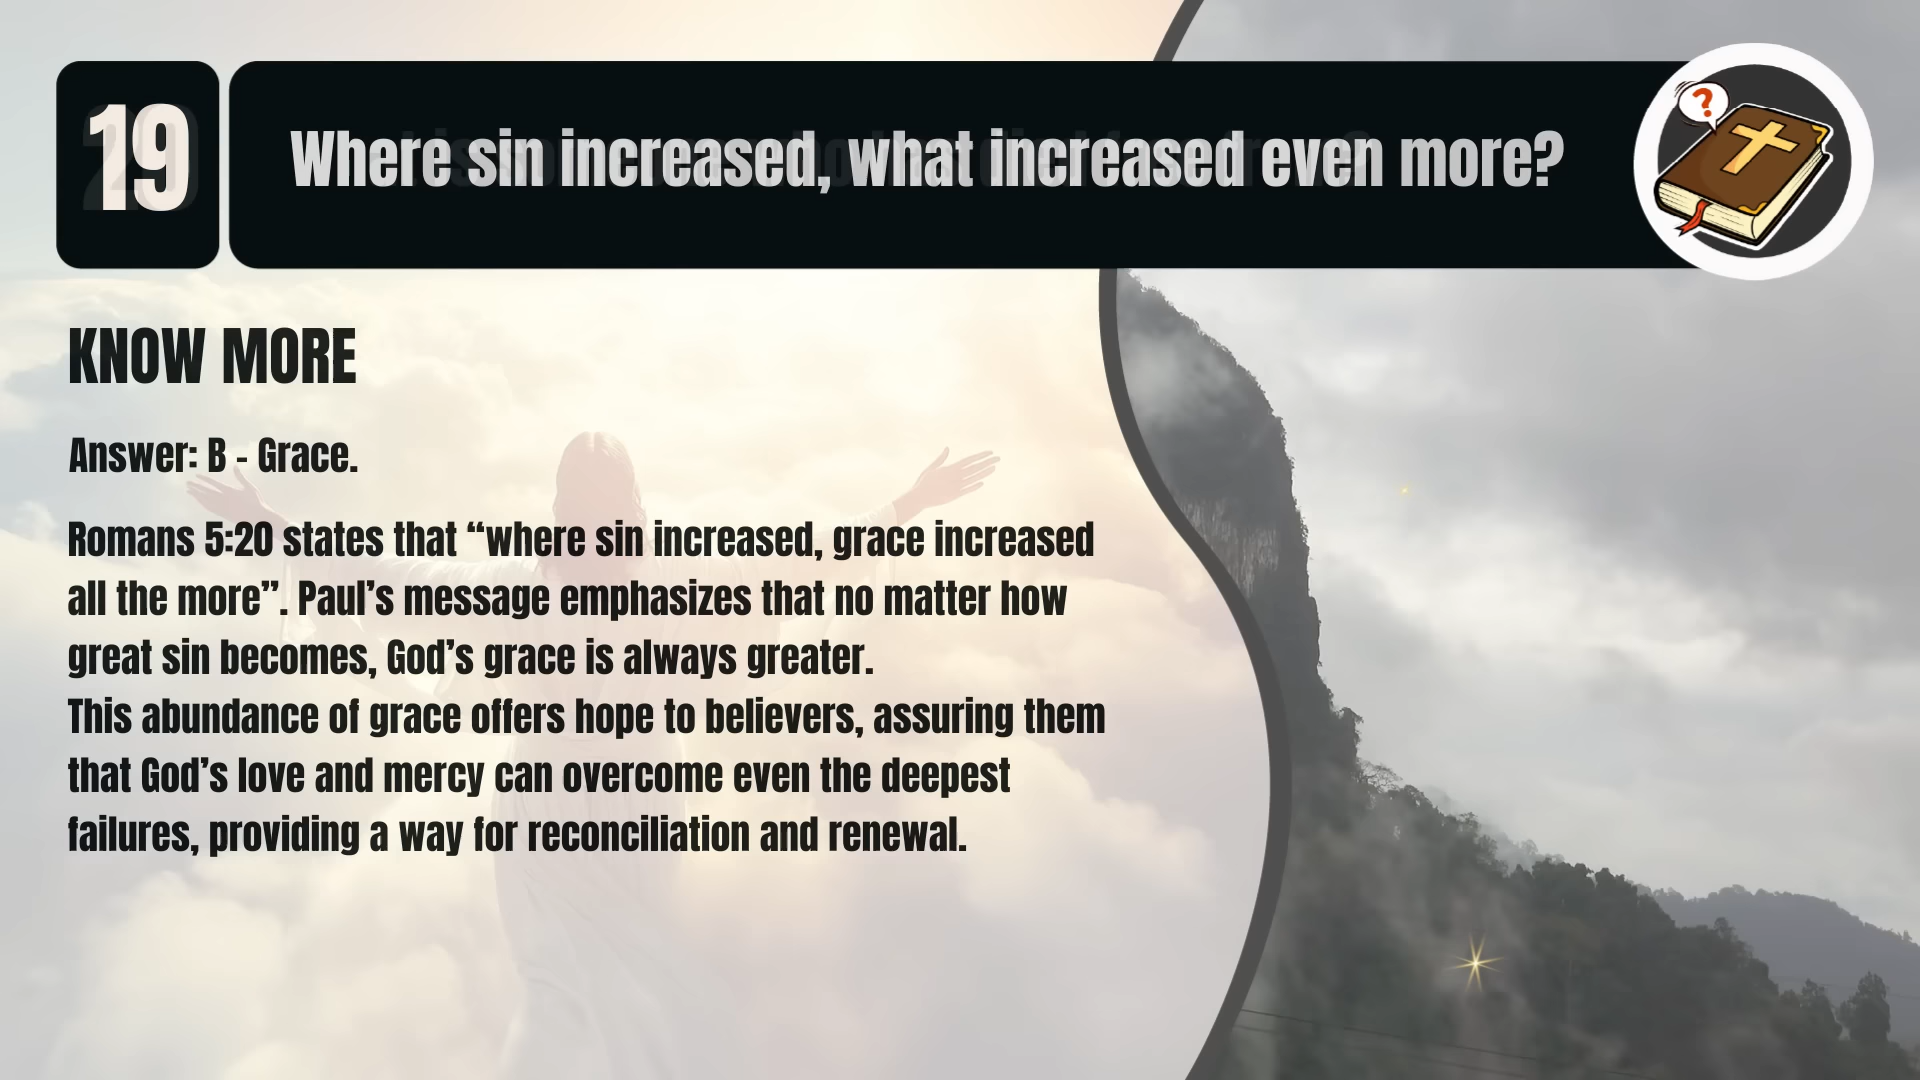 19
Where sin increased, what increased even more?
?
KNOW MORE
Answer: B - Grace.
Romans 5:20 states that “where sin increased, grace increased
all the more”. Paul’s message emphasizes that no matter how
great sin becomes, God’s grace is always greater.
This abundance of grace offers hope to believers, assuring them
that God’s love and mercy can overcome even the deepest
failures, providing a way for reconciliation and renewal.